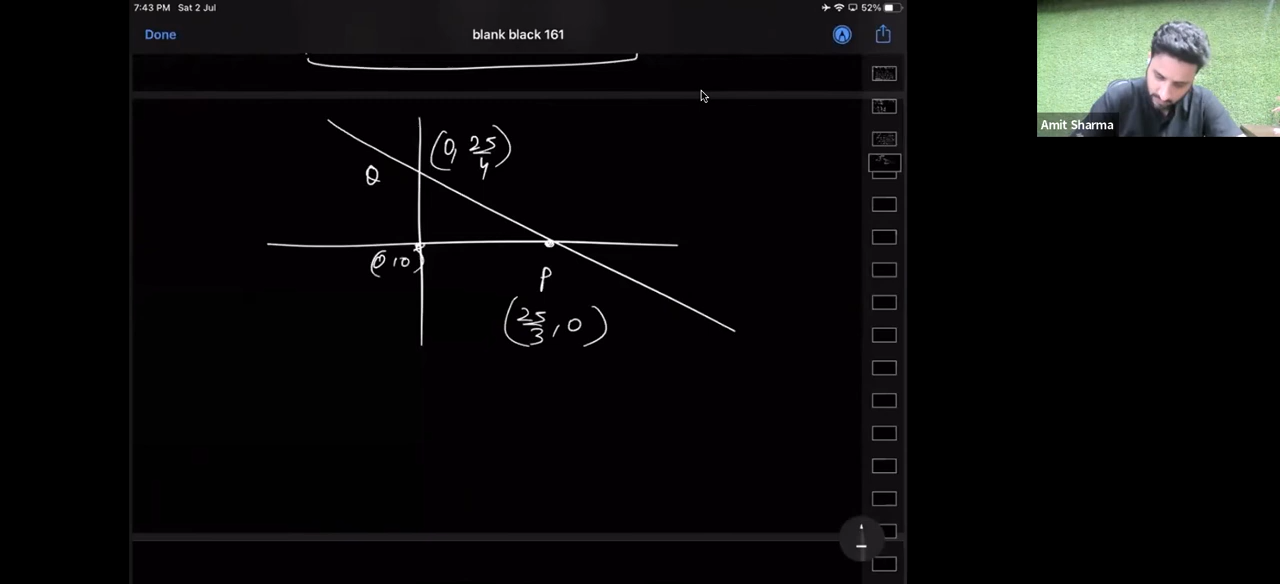 7:43 PM Sat 2 Jul
52%
Done
blank black 161
Amit Sharma
(0, 25/4)
Q
(0,0)
P
(25/3, 0)